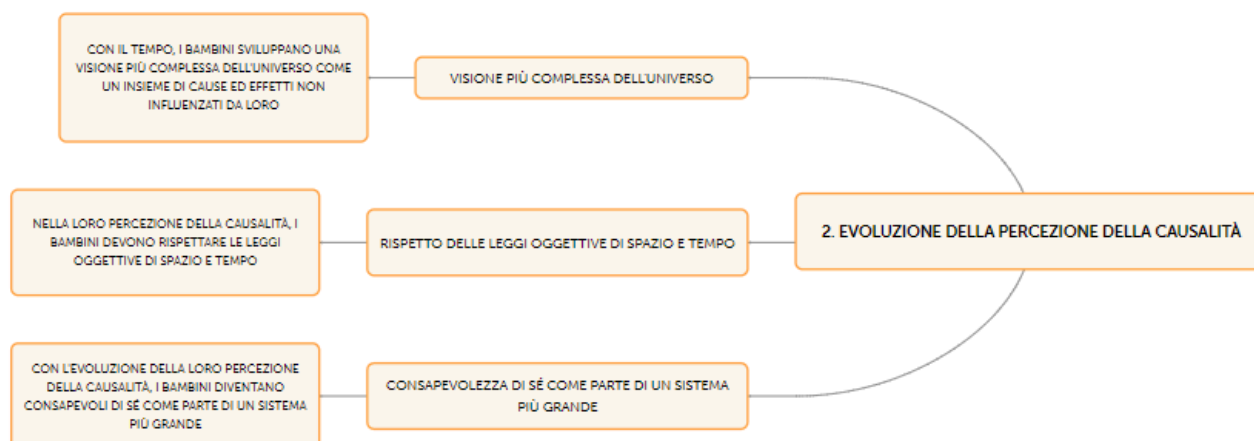 CON IL TEMPO, I BAMBINI SVILUPPANO UNA
VISIONE PIÙ COMPLESSA DELL'UNIVERSO COME
UN INSIEME DI CAUSE ED EFFETTI NON
INFLUENZATI DA LORO
VISIONE PIÙ COMPLESSA DELL'UNIVERSO
NELLA LORO PERCEZIONE DELLA CAUSALITÀ, I
BAMBINI DEVONO RISPETTARE LE LEGGI
OGGETTIVE DI SPAZIO E TEMPO
RISPETTO DELLE LEGGI OGGETTIVE DI SPAZIO E TEMPO
2. EVOLUZIONE DELLA PERCEZIONE DELLA CAUSALITÀ
CON L'EVOLUZIONE DELLA LORO PERCEZIONE
DELLA CAUSALITÀ, I BAMBINI DIVENTANO
CONSAPEVOLI DI SÉ COME PARTE DI UN SISTEMA
PIÙ GRANDE
CONSAPEVOLEZZA DI SÉ COME PARTE DI UN SISTEMA
PIÙ GRANDE